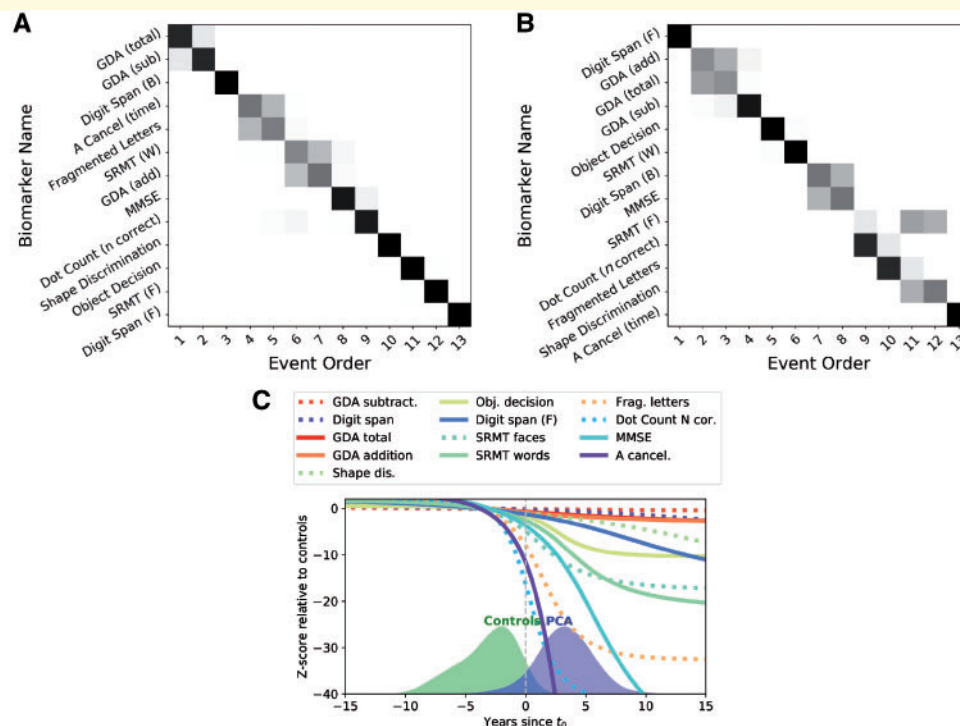 A
B
Biomarker Name
GDA (total)
GDA (sub)
Digit Span (B)
A Cancel (time)
Fragmented Letters
SRMT (W)
GDA (add)
MMSE
Dot Count (n correct)
Shape Discrimination
Object Decision
SRMT (F)
Digit Span (F)
1 2 3 4 5 6 7 8 9 10 11 12 13
Event Order
Biomarker Name
Digit Span (F)
GDA (add)
GDA (total)
GDA (sub)
Object Decision
SRMT (W)
Digit Span (B)
MMSE
SRMT (F)
Dot Count (n correct)
Fragmented Letters
Shape Discrimination
A Cancel (time)
1 2 3 4 5 6 7 8 9 10 11 12 13
Event Order
C
GDA subtract. Obj. decision Frag. letters
Digit span Digit span (F) Dot Count N cor.
GDA total SRMT faces MMSE
GDA addition SRMT words A cancel.
Shape dis.
Z-score relative to controls
0
−10
−20
Controls PCA
−30
−40
−15 −10 −5 0 5 10 15
Years since t₀